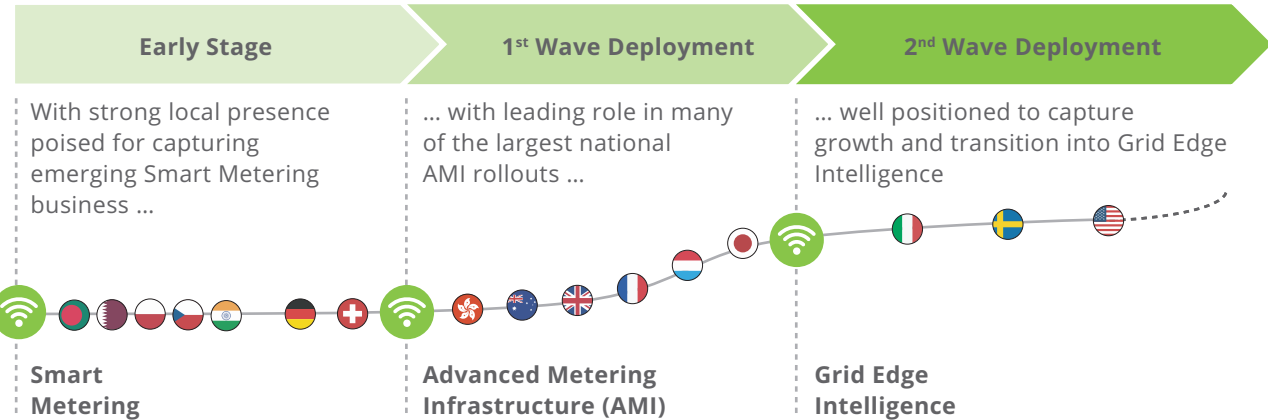 Early Stage
1st Wave Deployment
2nd Wave Deployment
With strong local presence
poised for capturing
emerging Smart Metering
business ...
... with leading role in many
of the largest national
AMI rollouts ...
... well positioned to capture
growth and transition into Grid Edge
Intelligence
Smart
Metering
Advanced Metering
Infrastructure (AMI)
Grid Edge
Intelligence